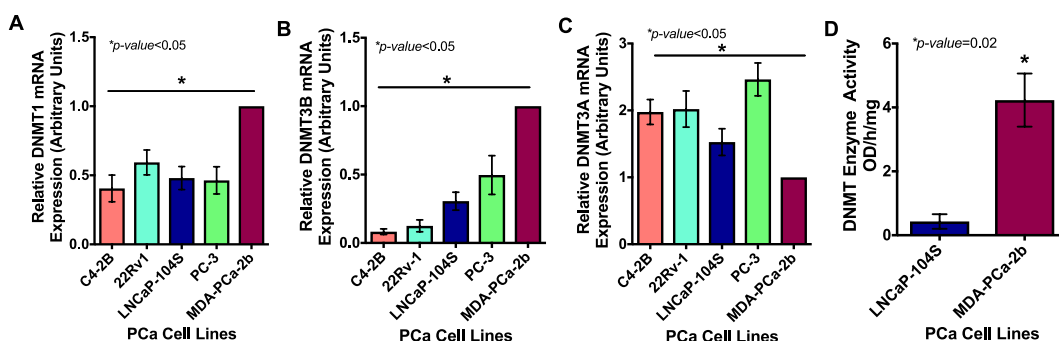 A
*p-value<0.05
*
Relative DNMT1 mRNA
Expression (Arbitrary Units)
1.5
1.0
0.5
0.0
C4-2B
22Rv-1
LNCaP-104S
PC-3
MDA-PCa-2b
PCa Cell Lines
B
*p-value<0.05
*
Relative DNMT3B mRNA
Expression (Arbitrary Units)
1.5
1.0
0.5
0.0
C4-2B
22Rv-1
LNCaP-104S
PC-3
MDA-PCa-2b
PCa Cell Lines
C
*p-value<0.05
*
Relative DNMT3A mRNA
Expression (Arbitrary Units)
3
2
1
0
C4-2B
22Rv-1
LNCaP-104S
PC-3
MDA-PCa-2b
PCa Cell Lines
D
*p-value=0.02
*
DNMT Enzyme Activity
OD/h/mg
6
4
2
0
LNCaP-104S
MDA-PCa-2b
PCa Cell Lines